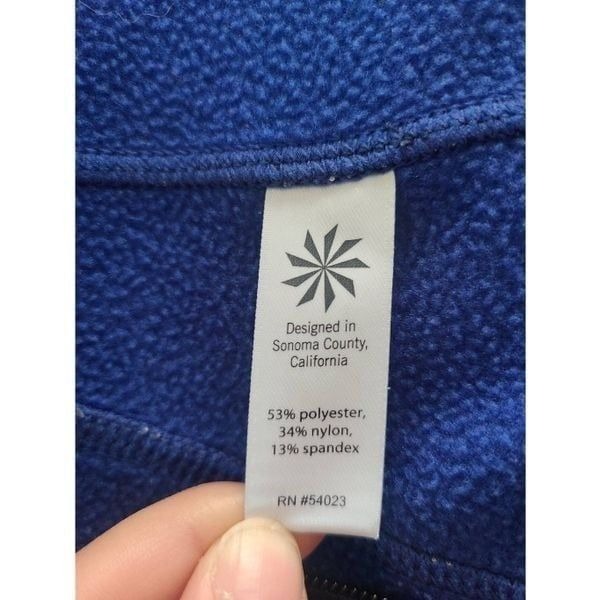 Designed in
Sonoma County,
California
53% polyester,
34% nylon,
13% spandex
RN #54023